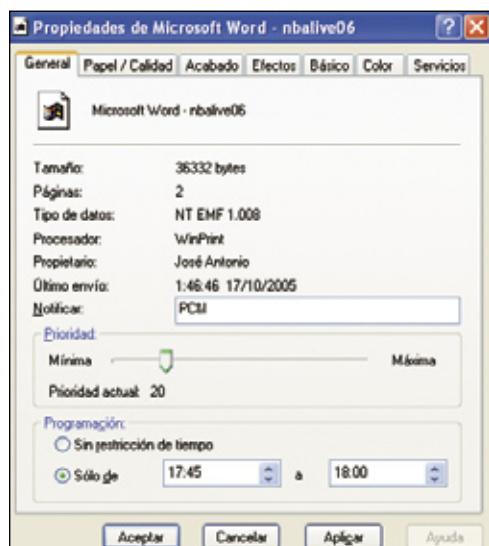 Propiedades de Microsoft Word - nbalive06
General Papel / Calidad Acabado Efectos Básico Color Servicios
Microsoft Word - nbalive06
Tamaño: 36332 bytes
Páginas: 2
Tipo de datos: NT EMF 1.008
Procesador: WinPrint
Propietario: José Antonio
Último envío: 1:46:46 17/10/2005
Notificar: PCM
Prioridad:
Mínima Máxima
Prioridad actual: 20
Programación:
Sin restricción de tiempo
Sólo de 17:45 a 18:00
Aceptar Cancelar Aplicar Ayuda